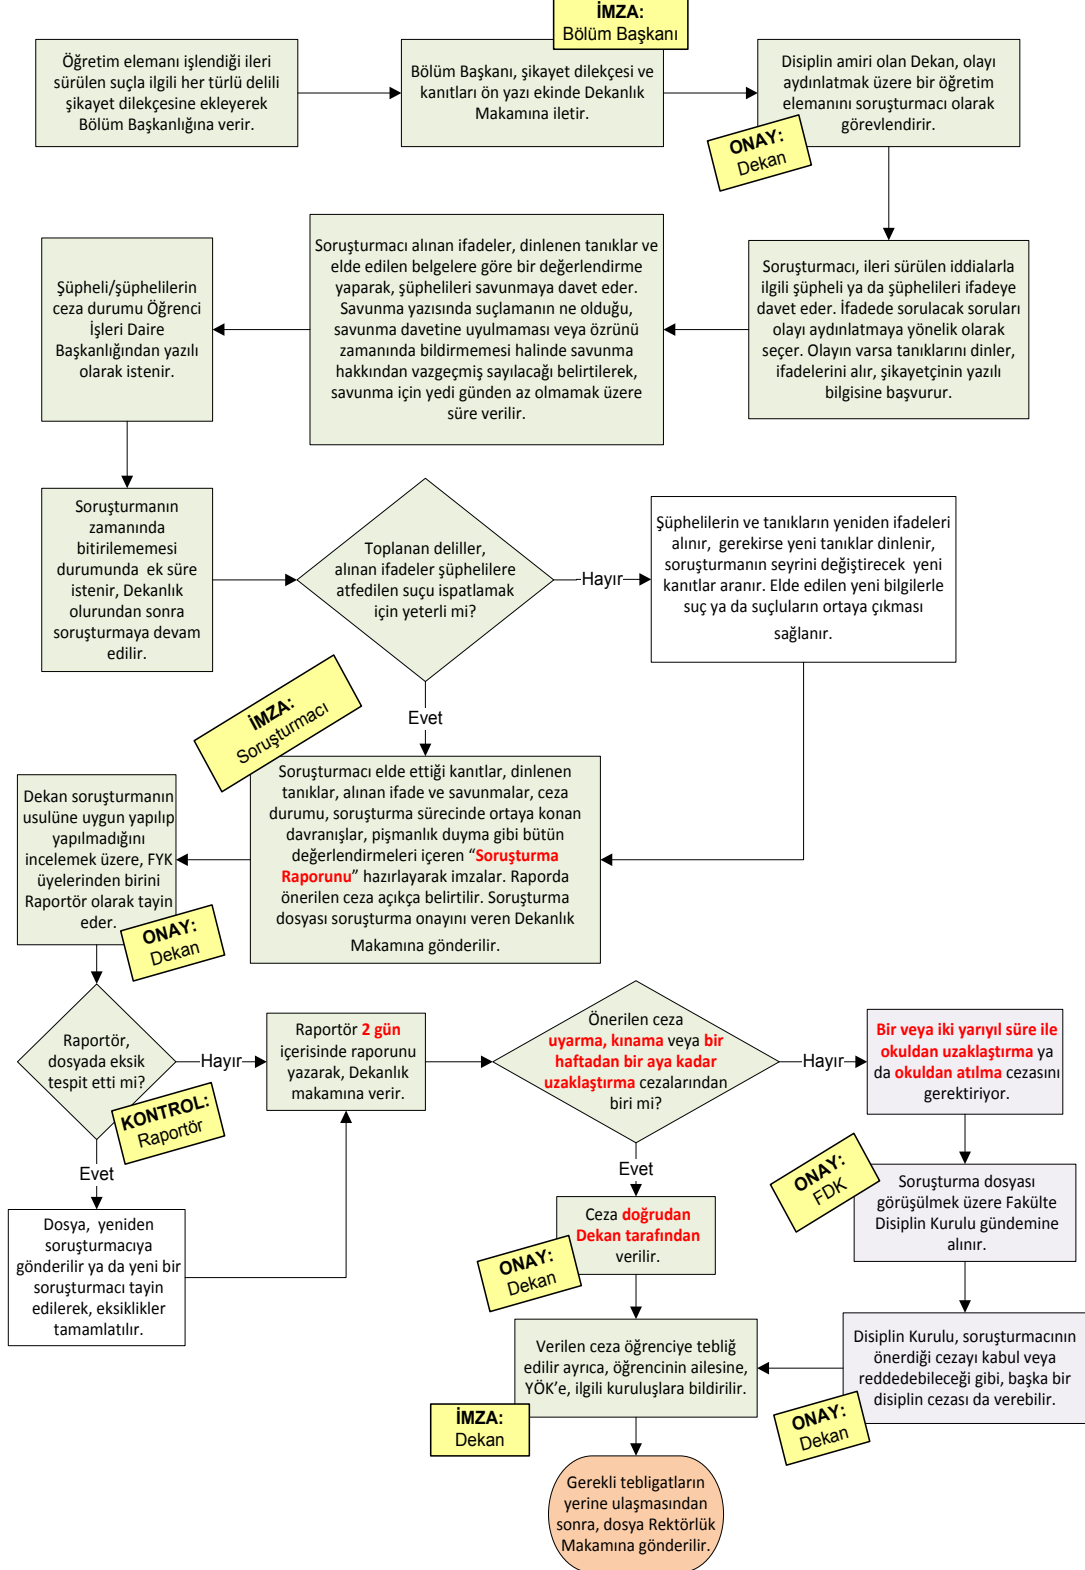 İMZA:
Bölüm Başkanı
Öğretim elemanı işlendiği ileri
sürülen suçla ilgili her türlü delili
şikayet dilekçesine ekleyerek
Bölüm Başkanlığına verir.
Bölüm Başkanı, şikayet dilekçesi ve
kanıtları ön yazı ekinde Dekanlık
Makamına iletir.
Disiplin amiri olan Dekan, olayı
aydınlatmak üzere bir öğretim
elemanını soruşturmacı olarak
görevlendirir.
ONAY:
Dekan
Soruşturmacı, ileri sürülen iddialarla
ilgili şüpheli ya da şüphelileri ifadeye
davet eder. İfadede sorulacak soruları
olayı aydınlatmaya yönelik olarak
seçer. Olayın varsa tanıklarını dinler,
ifadelerini alır, şikayetçinin yazılı
bilgisine başvurur.
Soruşturmacı alınan ifadeler, dinlenen tanıklar ve
elde edilen belgelere göre bir değerlendirme
yaparak, şüphelileri savunmaya davet eder.
Savunma yazısında suçlamanın ne olduğu,
savunma davetine uyulmaması veya özrünü
zamanında bildirmemesi halinde savunma
hakkından vazgeçmiş sayılacağı belirtilerek,
savunma için yedi günden az olmamak üzere
süre verilir.
Şüpheli/şüphelilerin
ceza durumu Öğrenci
İşleri Daire
Başkanlığından yazılı
olarak istenir.
Soruşturmanın
zamanında
bitirilememesi
durumunda ek süre
istenir, Dekanlık
olurundan sonra
soruşturmaya devam
edilir.
Toplanan deliller,
alınan ifadeler şüphelilere
atfedilen suçu ispatlamak
için yeterli mi?
Hayır
Şüphelilerin ve tanıkların yeniden ifadeleri
alınır, gerekirse yeni tanıklar dinlenir,
soruşturmanın seyrini değiştirecek yeni
kanıtlar aranır. Elde edilen yeni bilgilerle
suç ya da suçluların ortaya çıkması
sağlanır.
Evet
İMZA:
Soruşturmacı
Soruşturmacı elde ettiği kanıtlar, dinlenen
tanıklar, alınan ifade ve savunmalar, ceza
durumu, soruşturma sürecinde ortaya konan
davranışlar, pişmanlık duyma gibi bütün
değerlendirmeleri içeren “Soruşturma
Raporunu” hazırlayarak imzalar. Raporda
önerilen ceza açıkça belirtilir. Soruşturma
dosyası soruşturma onayını veren Dekanlık
Makamına gönderilir.
Dekan soruşturmanın
usulüne uygun yapılıp
yapılmadığını
incelemek üzere, FYK
üyelerinden birini
Raportör olarak tayin
eder.
ONAY:
Dekan
Raportör,
dosyada eksik
tespit etti mi?
Hayır
KONTROL:
Raportör
Evet
Dosya, yeniden
soruşturmacıya
gönderilir ya da yeni bir
soruşturmacı tayin
edilerek, eksiklikler
tamamlatılır.
Raportör 2 gün
içerisinde raporunu
yazarak, Dekanlık
makamına verir.
Önerilen ceza
uyarma, kınama veya bir
haftadan bir aya kadar
uzaklaştırma cezalarından
biri mi?
Hayır
Bir veya iki yarıyıl süre ile
okuldan uzaklaştırma ya
da okuldan atılma cezasını
gerektiriyor.
Evet
Ceza doğrudan
Dekan tarafından
verilir.
ONAY:
Dekan
ONAY:
FDK
Soruşturma dosyası
görüşülmek üzere Fakülte
Disiplin Kurulu gündemine
alınır.
Disiplin Kurulu, soruşturmacının
önerdiği cezayı kabul veya
reddedebileceği gibi, başka bir
disiplin cezası da verebilir.
ONAY:
Dekan
Verilen ceza öğrenciye tebliğ
edilir ayrıca, öğrencinin ailesine,
YÖK’e, ilgili kuruluşlara bildirilir.
İMZA:
Dekan
Gerekli tebligatların
yerine ulaşmasından
sonra, dosya Rektörlük
Makamına gönderilir.